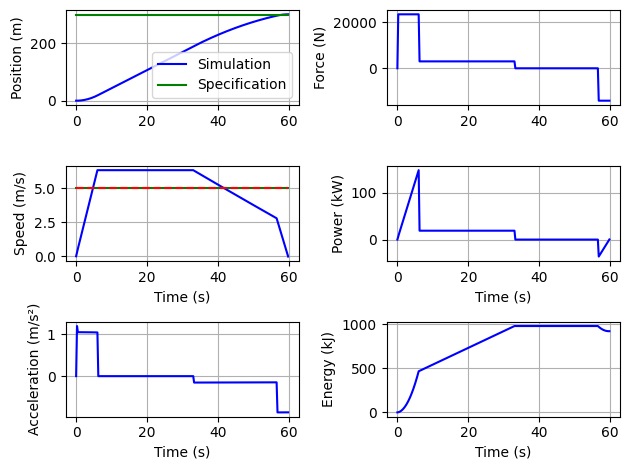 Position (m)
200
0
0 20 40 60
Simulation
Specification
Force (N)
20000
0
0 20 40 60
Speed (m/s)
5.0
2.5
0.0
0 20 40 60
Time (s)
Power (kW)
100
0
0 20 40 60
Time (s)
Acceleration (m/s²)
1
0
0 20 40 60
Time (s)
Energy (kJ)
1000
500
0
0 20 40 60
Time (s)